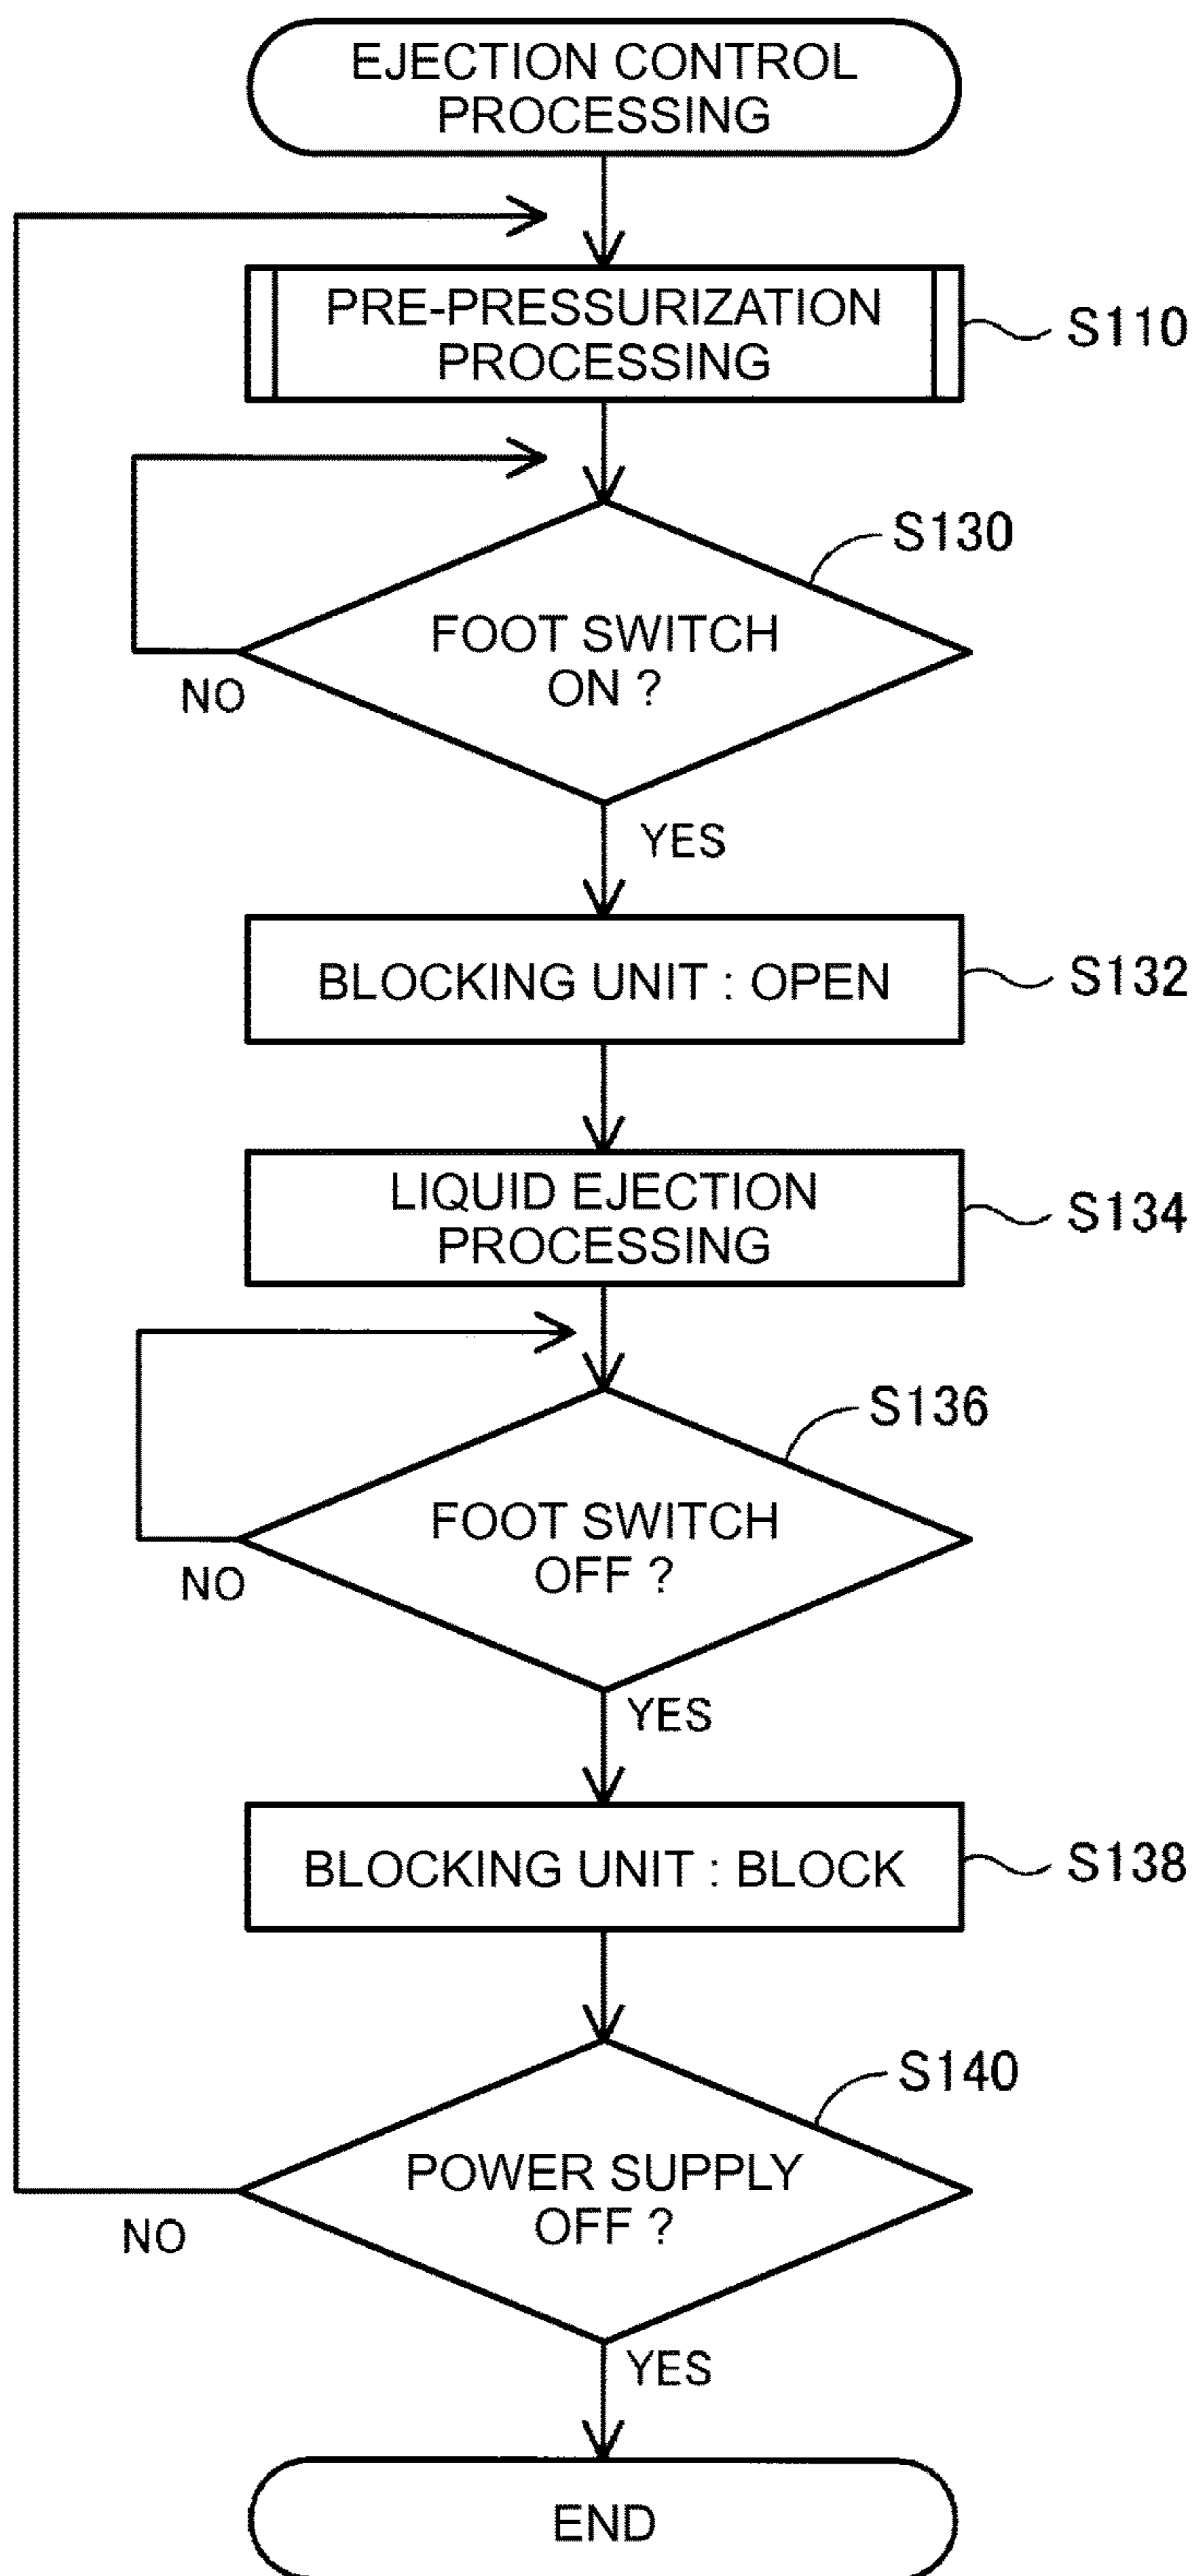 EJECTION CONTROL
PROCESSING
PRE-PRESSURIZATION
PROCESSING
S110
S130
FOOT SWITCH
ON ?
NO
YES
BLOCKING UNIT : OPEN
S132
LIQUID EJECTION
PROCESSING
S134
S136
FOOT SWITCH
OFF ?
NO
YES
BLOCKING UNIT : BLOCK
S138
S140
POWER SUPPLY
OFF ?
NO
YES
END